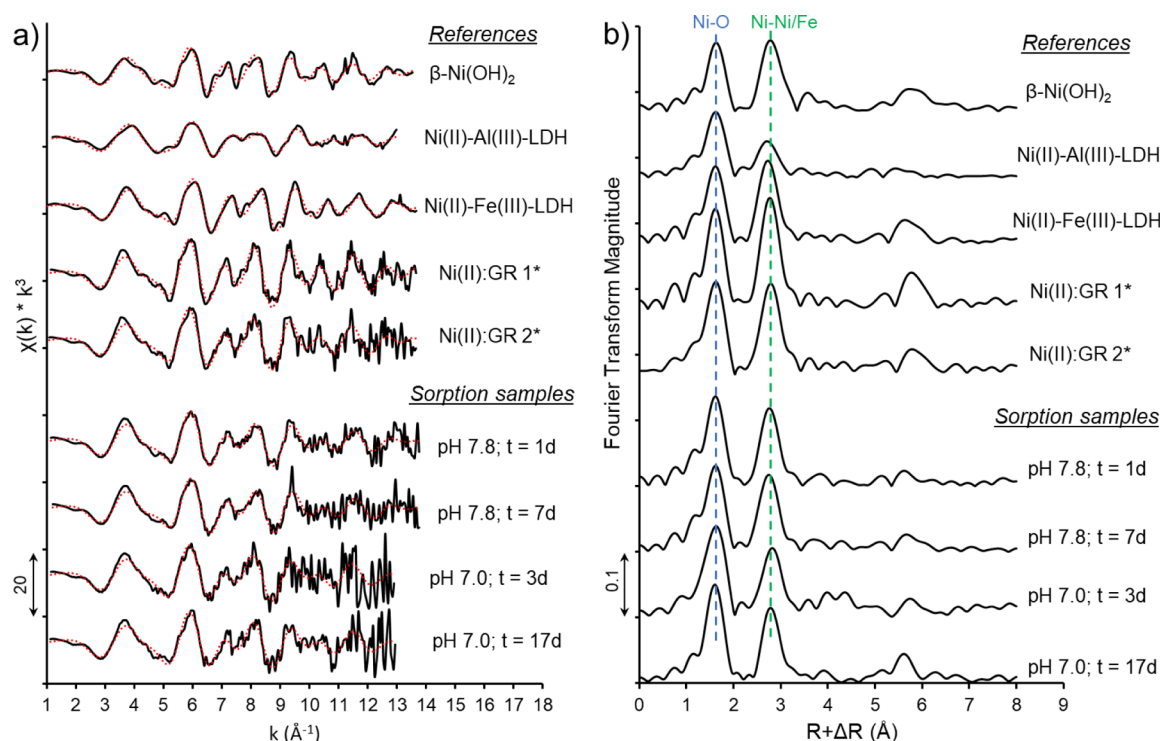 a)
References
β-Ni(OH)₂
Ni(II)-Al(III)-LDH
Ni(II)-Fe(III)-LDH
Ni(II):GR 1*
Ni(II):GR 2*
Sorption samples
pH 7.8; t = 1d
pH 7.8; t = 7d
pH 7.0; t = 3d
pH 7.0; t = 17d
χ(k) * k³
20
1 2 3 4 5 6 7 8 9 10 11 12 13 14 15 16 17 18
k (Å⁻¹)
b)
Ni-O Ni-Ni/Fe
References
β-Ni(OH)₂
Ni(II)-Al(III)-LDH
Ni(II)-Fe(III)-LDH
Ni(II):GR 1*
Ni(II):GR 2*
Sorption samples
pH 7.8; t = 1d
pH 7.8; t = 7d
pH 7.0; t = 3d
pH 7.0; t = 17d
Fourier Transform Magnitude
0.1
0 1 2 3 4 5 6 7 8 9
R+ΔR (Å)